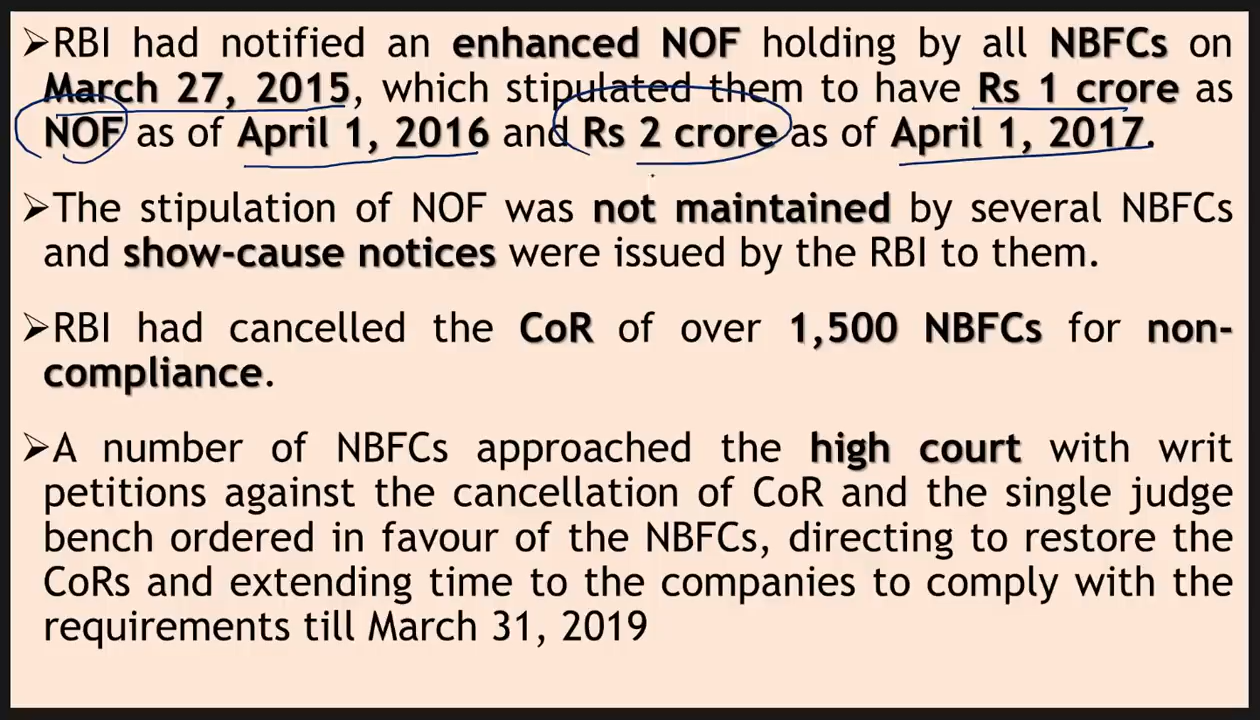 ➢RBI had notified an enhanced NOF holding by all NBFCs on
March 27, 2015, which stipulated them to have Rs 1 crore as
NOF as of April 1, 2016 and Rs 2 crore as of April 1, 2017.
➢The stipulation of NOF was not maintained by several NBFCs
and show-cause notices were issued by the RBI to them.
➢RBI had cancelled the CoR of over 1,500 NBFCs for non-
compliance.
➢A number of NBFCs approached the high court with writ
petitions against the cancellation of CoR and the single judge
bench ordered in favour of the NBFCs, directing to restore the
CoRs and extending time to the companies to comply with the
requirements till March 31, 2019